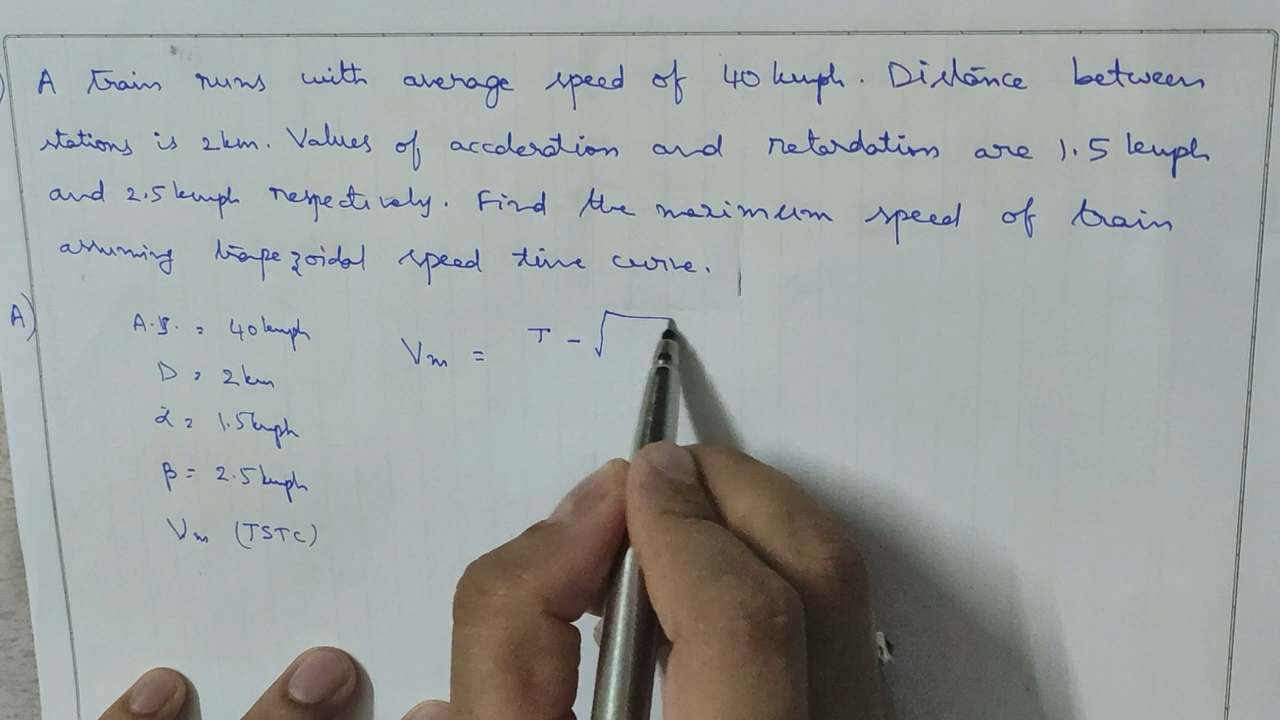 A train runs with average speed of 40 kmph. Distance between
stations is 2km. Values of acceleration and retardation are 1.5 kmph
and 2.5 kmph respectively. Find the maximum speed of train
assuming trapezoidal speed time curve.
A)
A.S. = 40 kmph
D = 2 km
α = 1.5 kmph
β = 2.5 kmph
Vm (TSTC)
Vm = T - √